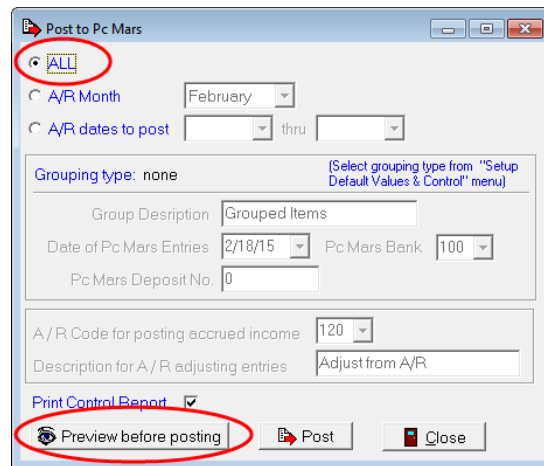 Post to Pc Mars
ALL
A/R Month February
A/R dates to post thru
Grouping type: none (Select grouping type from "Setup
Default Values & Control" menu)
Group Desription Grouped Items
Date of Pc Mars Entries 2/18/15 Pc Mars Bank 100
Pc Mars Deposit No. 0
A / R Code for posting accrued income 120
Description for A / R adjusting entries Adjust from A/R
Print Control Report
Preview before posting Post Close